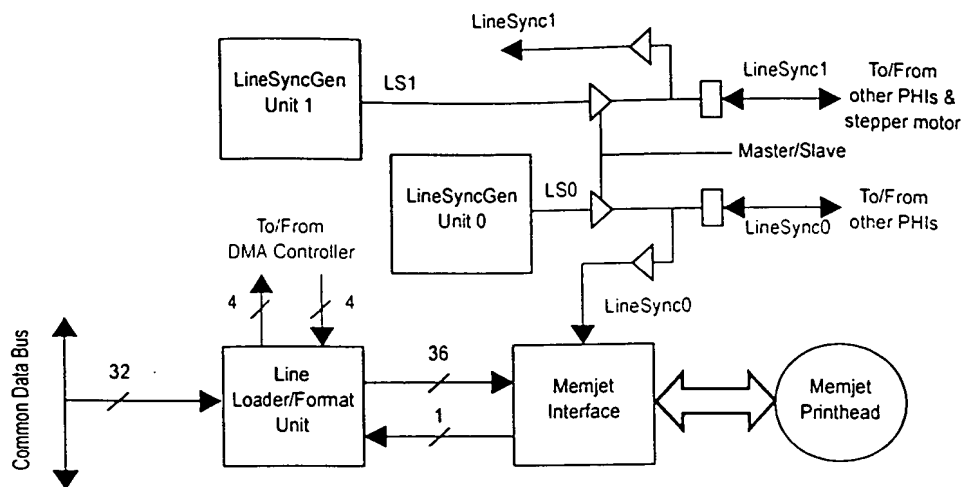 LineSync1
LineSyncGen
Unit 1
LS1
LineSync1
To/From
other PHIs &
stepper motor
Master/Slave
LineSyncGen
Unit 0
LS0
LineSync0
To/From
other PHIs
To/From
DMA Controller
4
4
LineSync0
Common Data Bus
32
Line
Loader/Format
Unit
36
1
Memjet
Interface
Memjet
Printhead